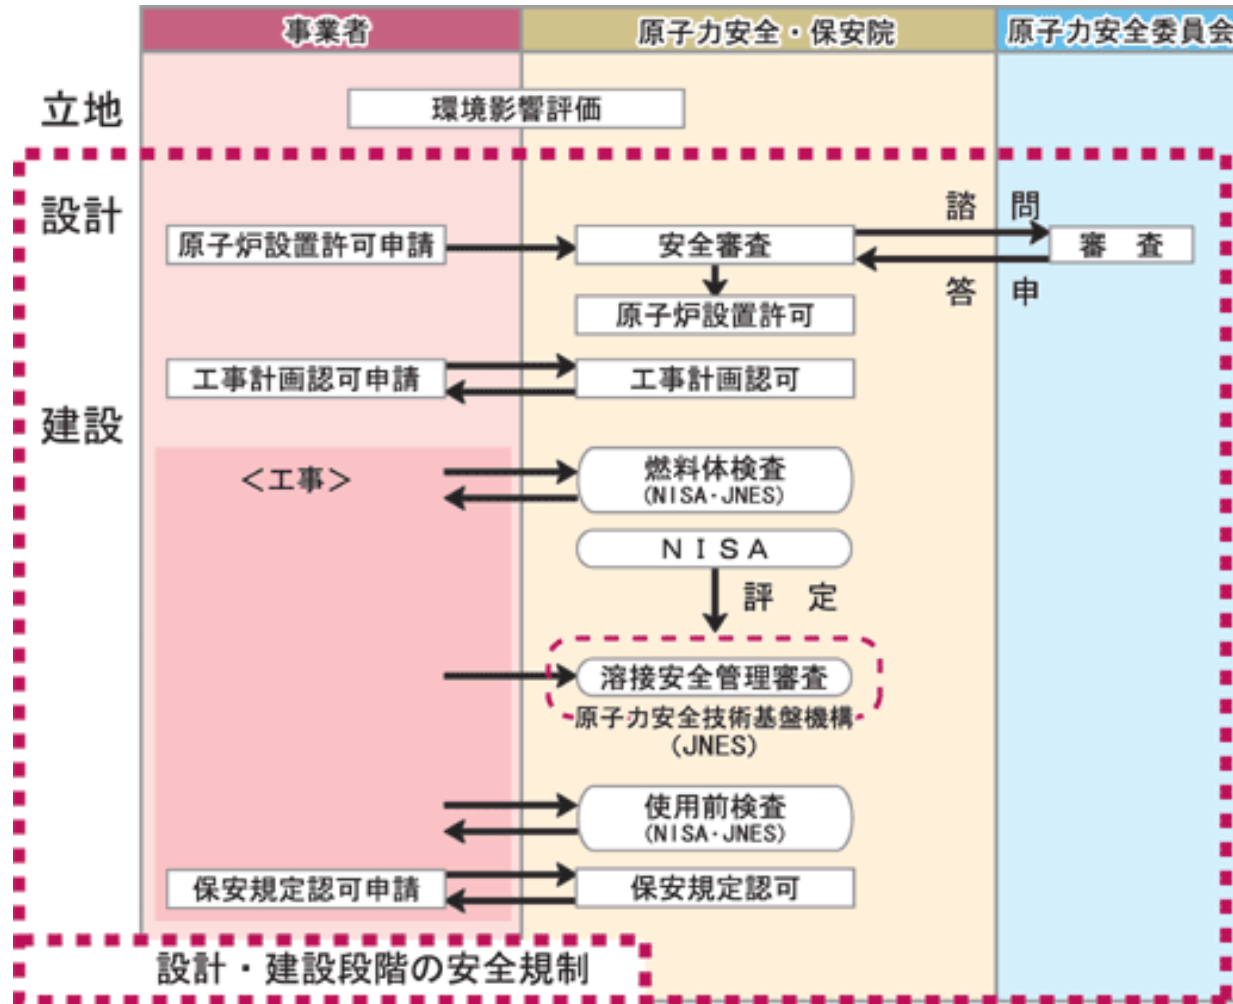 事業者
原子力安全・保安院
原子力安全委員会
立地
環境影響評価
設計
諮問
原子炉設置許可申請
安全審査
審査
答申
原子炉設置許可
工事計画認可申請
工事計画認可
建設
<工事>
燃料体検査
(NISA・JNES)
NISA
評定
溶接安全管理審査
原子力安全技術基盤機構
(JNES)
使用前検査
(NISA・JNES)
保安規定認可申請
保安規定認可
設計・建設段階の安全規制